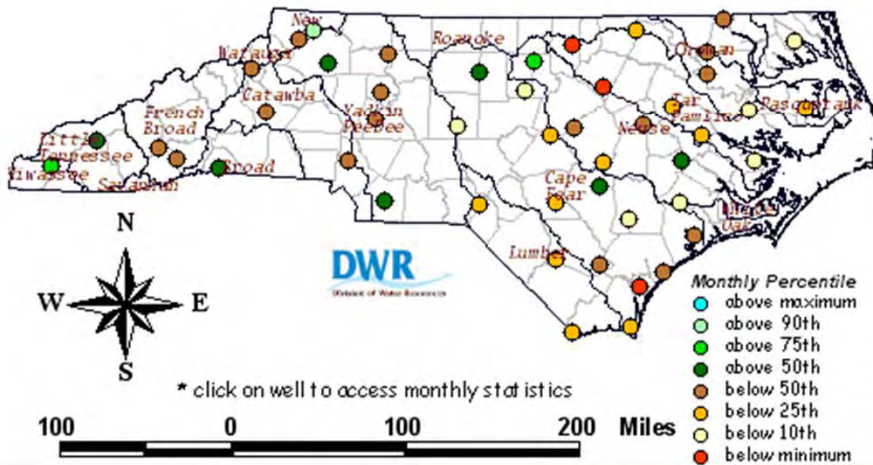 New
Roanoke
Watauga
Chowan
French
Broad
Catawba
Yadkin
Peedee
Tar
Pamlico
Pasquotank
Little
Tennessee
Neuse
Hiwassee
Savannah
Broad
Cape
Fear
White
Oak
Lumber
N
W E
S
DWR
Division of Water Resources
Monthly Percentile
above maximum
above 90th
above 75th
above 50th
below 50th
below 25th
below 10th
below minimum
* click on well to access monthly statistics
100 0 100 200 Miles